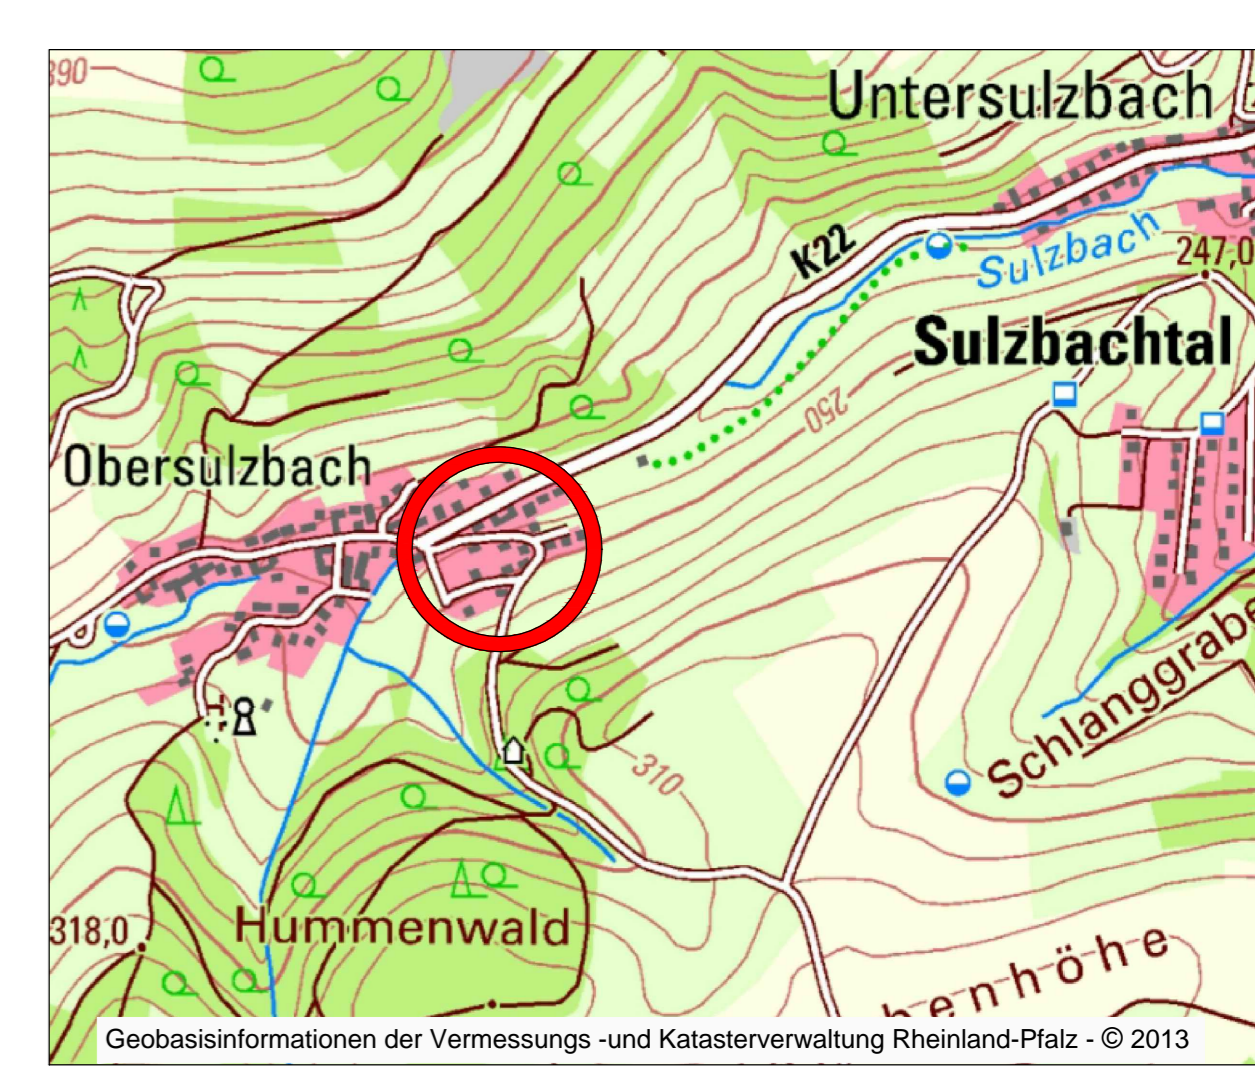 390
Untersulzbach
K22
Sulzbach
247,0
Sulzbachtal
250
Obersulzbach
310
Schlanggrabe
318,0
Hummenwald
benhöhe
Geobasisinformationen der Vermessungs -und Katasterverwaltung Rheinland-Pfalz - © 2013